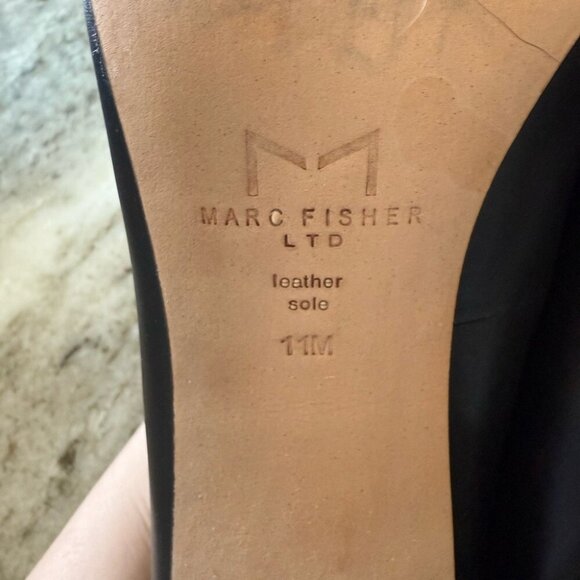 MARC FISHER
LTD
leather
sole
11M